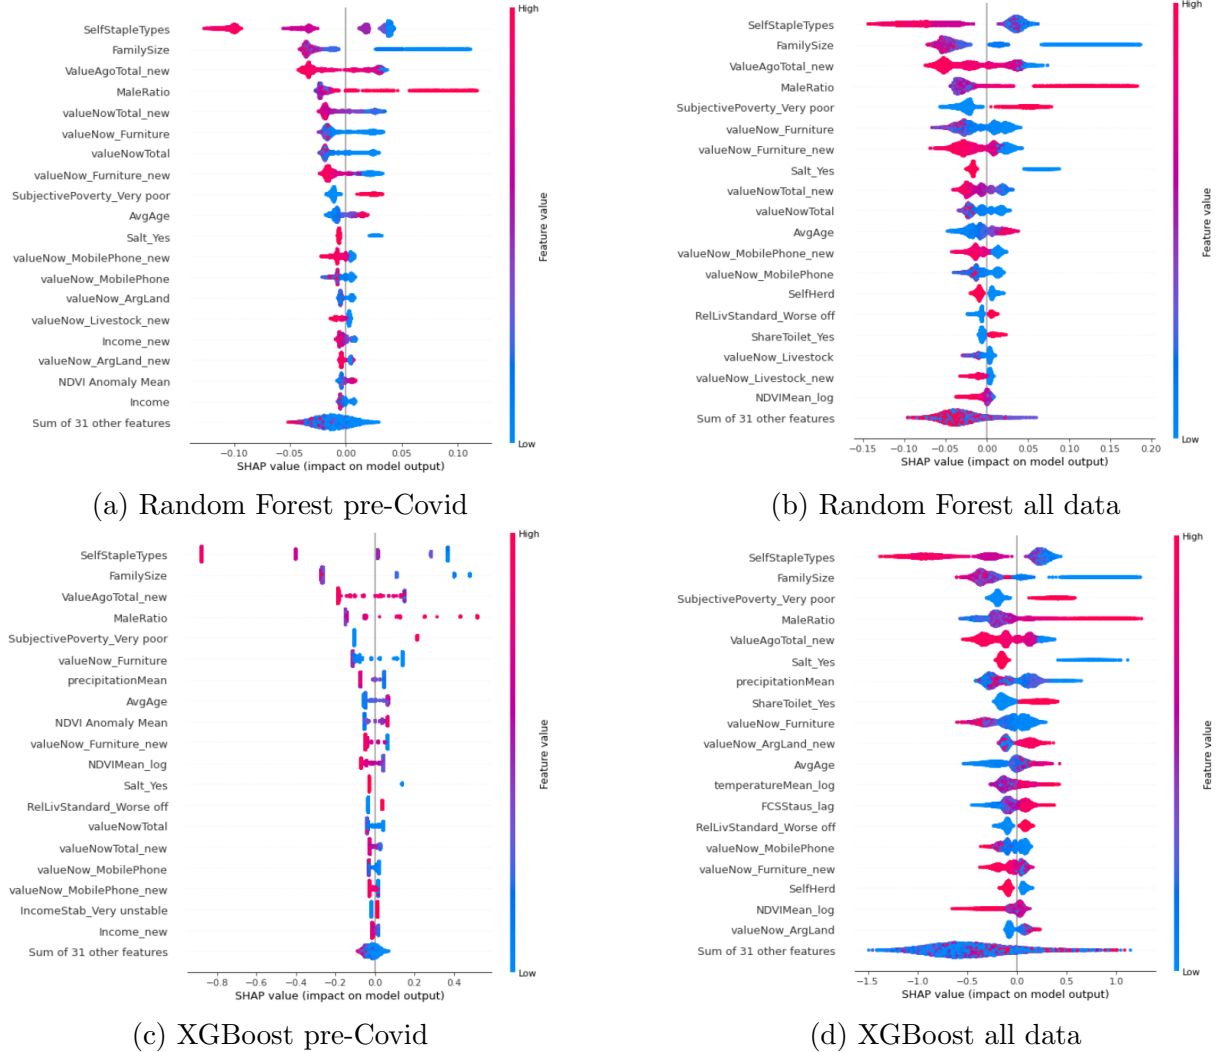 High
SelfStapleTypes
FamilySize
ValueAgoTotal_new
MaleRatio
valueNowTotal_new
valueNow_Furniture
valueNowTotal
valueNow_Furniture_new
SubjectivePoverty_Very poor
AvgAge
Salt_Yes
valueNow_MobilePhone_new
valueNow_MobilePhone
valueNow_ArgLand
valueNow_Livestock_new
Income_new
valueNow_ArgLand_new
NDVI Anomaly Mean
Income
Sum of 31 other features
Feature value
Low
−0.10 −0.05 0.00 0.05 0.10
SHAP value (impact on model output)
(a) Random Forest pre-Covid
High
SelfStapleTypes
FamilySize
ValueAgoTotal_new
MaleRatio
SubjectivePoverty_Very poor
valueNow_Furniture
valueNow_Furniture_new
Salt_Yes
valueNowTotal_new
valueNowTotal
AvgAge
valueNow_MobilePhone_new
valueNow_MobilePhone
SelfHerd
RelLivStandard_Worse off
ShareToilet_Yes
valueNow_Livestock
valueNow_Livestock_new
NDVIMean_log
Sum of 31 other features
Feature value
Low
−0.15 −0.10 −0.05 0.00 0.05 0.10 0.15 0.20
SHAP value (impact on model output)
(b) Random Forest all data
High
SelfStapleTypes
FamilySize
ValueAgoTotal_new
MaleRatio
SubjectivePoverty_Very poor
valueNow_Furniture
precipitationMean
AvgAge
NDVI Anomaly Mean
valueNow_Furniture_new
NDVIMean_log
Salt_Yes
RelLivStandard_Worse off
valueNowTotal
valueNowTotal_new
valueNow_MobilePhone
valueNow_MobilePhone_new
IncomeStab_Very unstable
Income_new
Sum of 31 other features
Feature value
Low
−0.8 −0.6 −0.4 −0.2 0.0 0.2 0.4
SHAP value (impact on model output)
(c) XGBoost pre-Covid
High
SelfStapleTypes
FamilySize
SubjectivePoverty_Very poor
MaleRatio
ValueAgoTotal_new
Salt_Yes
precipitationMean
ShareToilet_Yes
valueNow_Furniture
valueNow_ArgLand_new
AvgAge
temperatureMean_log
FCSStaus_lag
RelLivStandard_Worse off
valueNow_MobilePhone
valueNow_Furniture_new
SelfHerd
NDVIMean_log
valueNow_ArgLand
Sum of 31 other features
Feature value
Low
−1.5 −1.0 −0.5 0.0 0.5 1.0
SHAP value (impact on model output)
(d) XGBoost all data